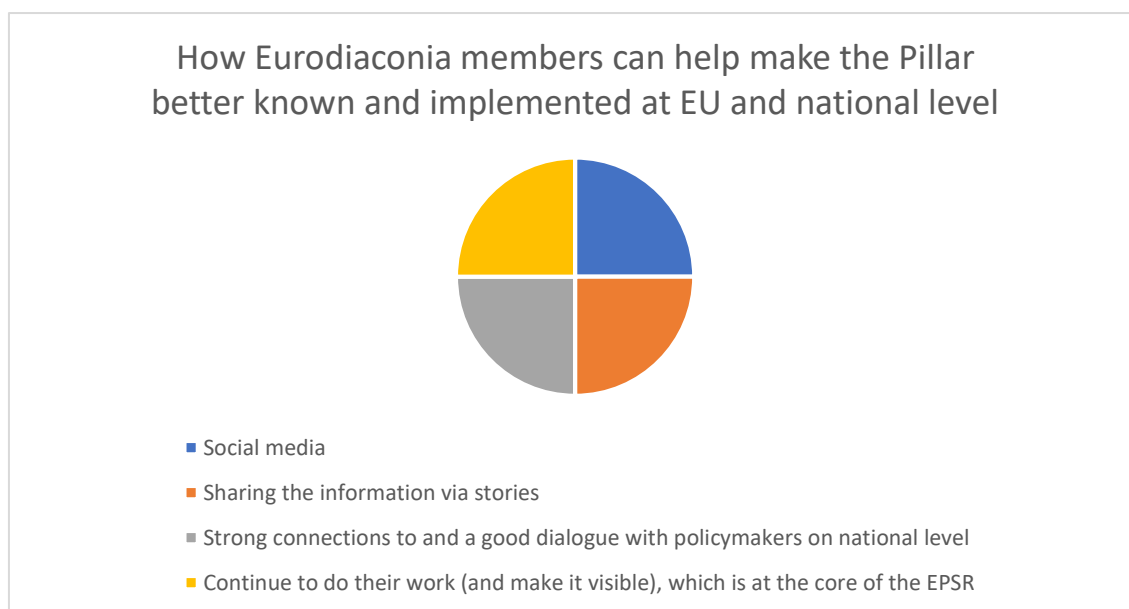 How Eurodiaconia members can help make the Pillar
better known and implemented at EU and national level
Social media
Sharing the information via stories
Strong connections to and a good dialogue with policymakers on national level
Continue to do their work (and make it visible), which is at the core of the EPSR